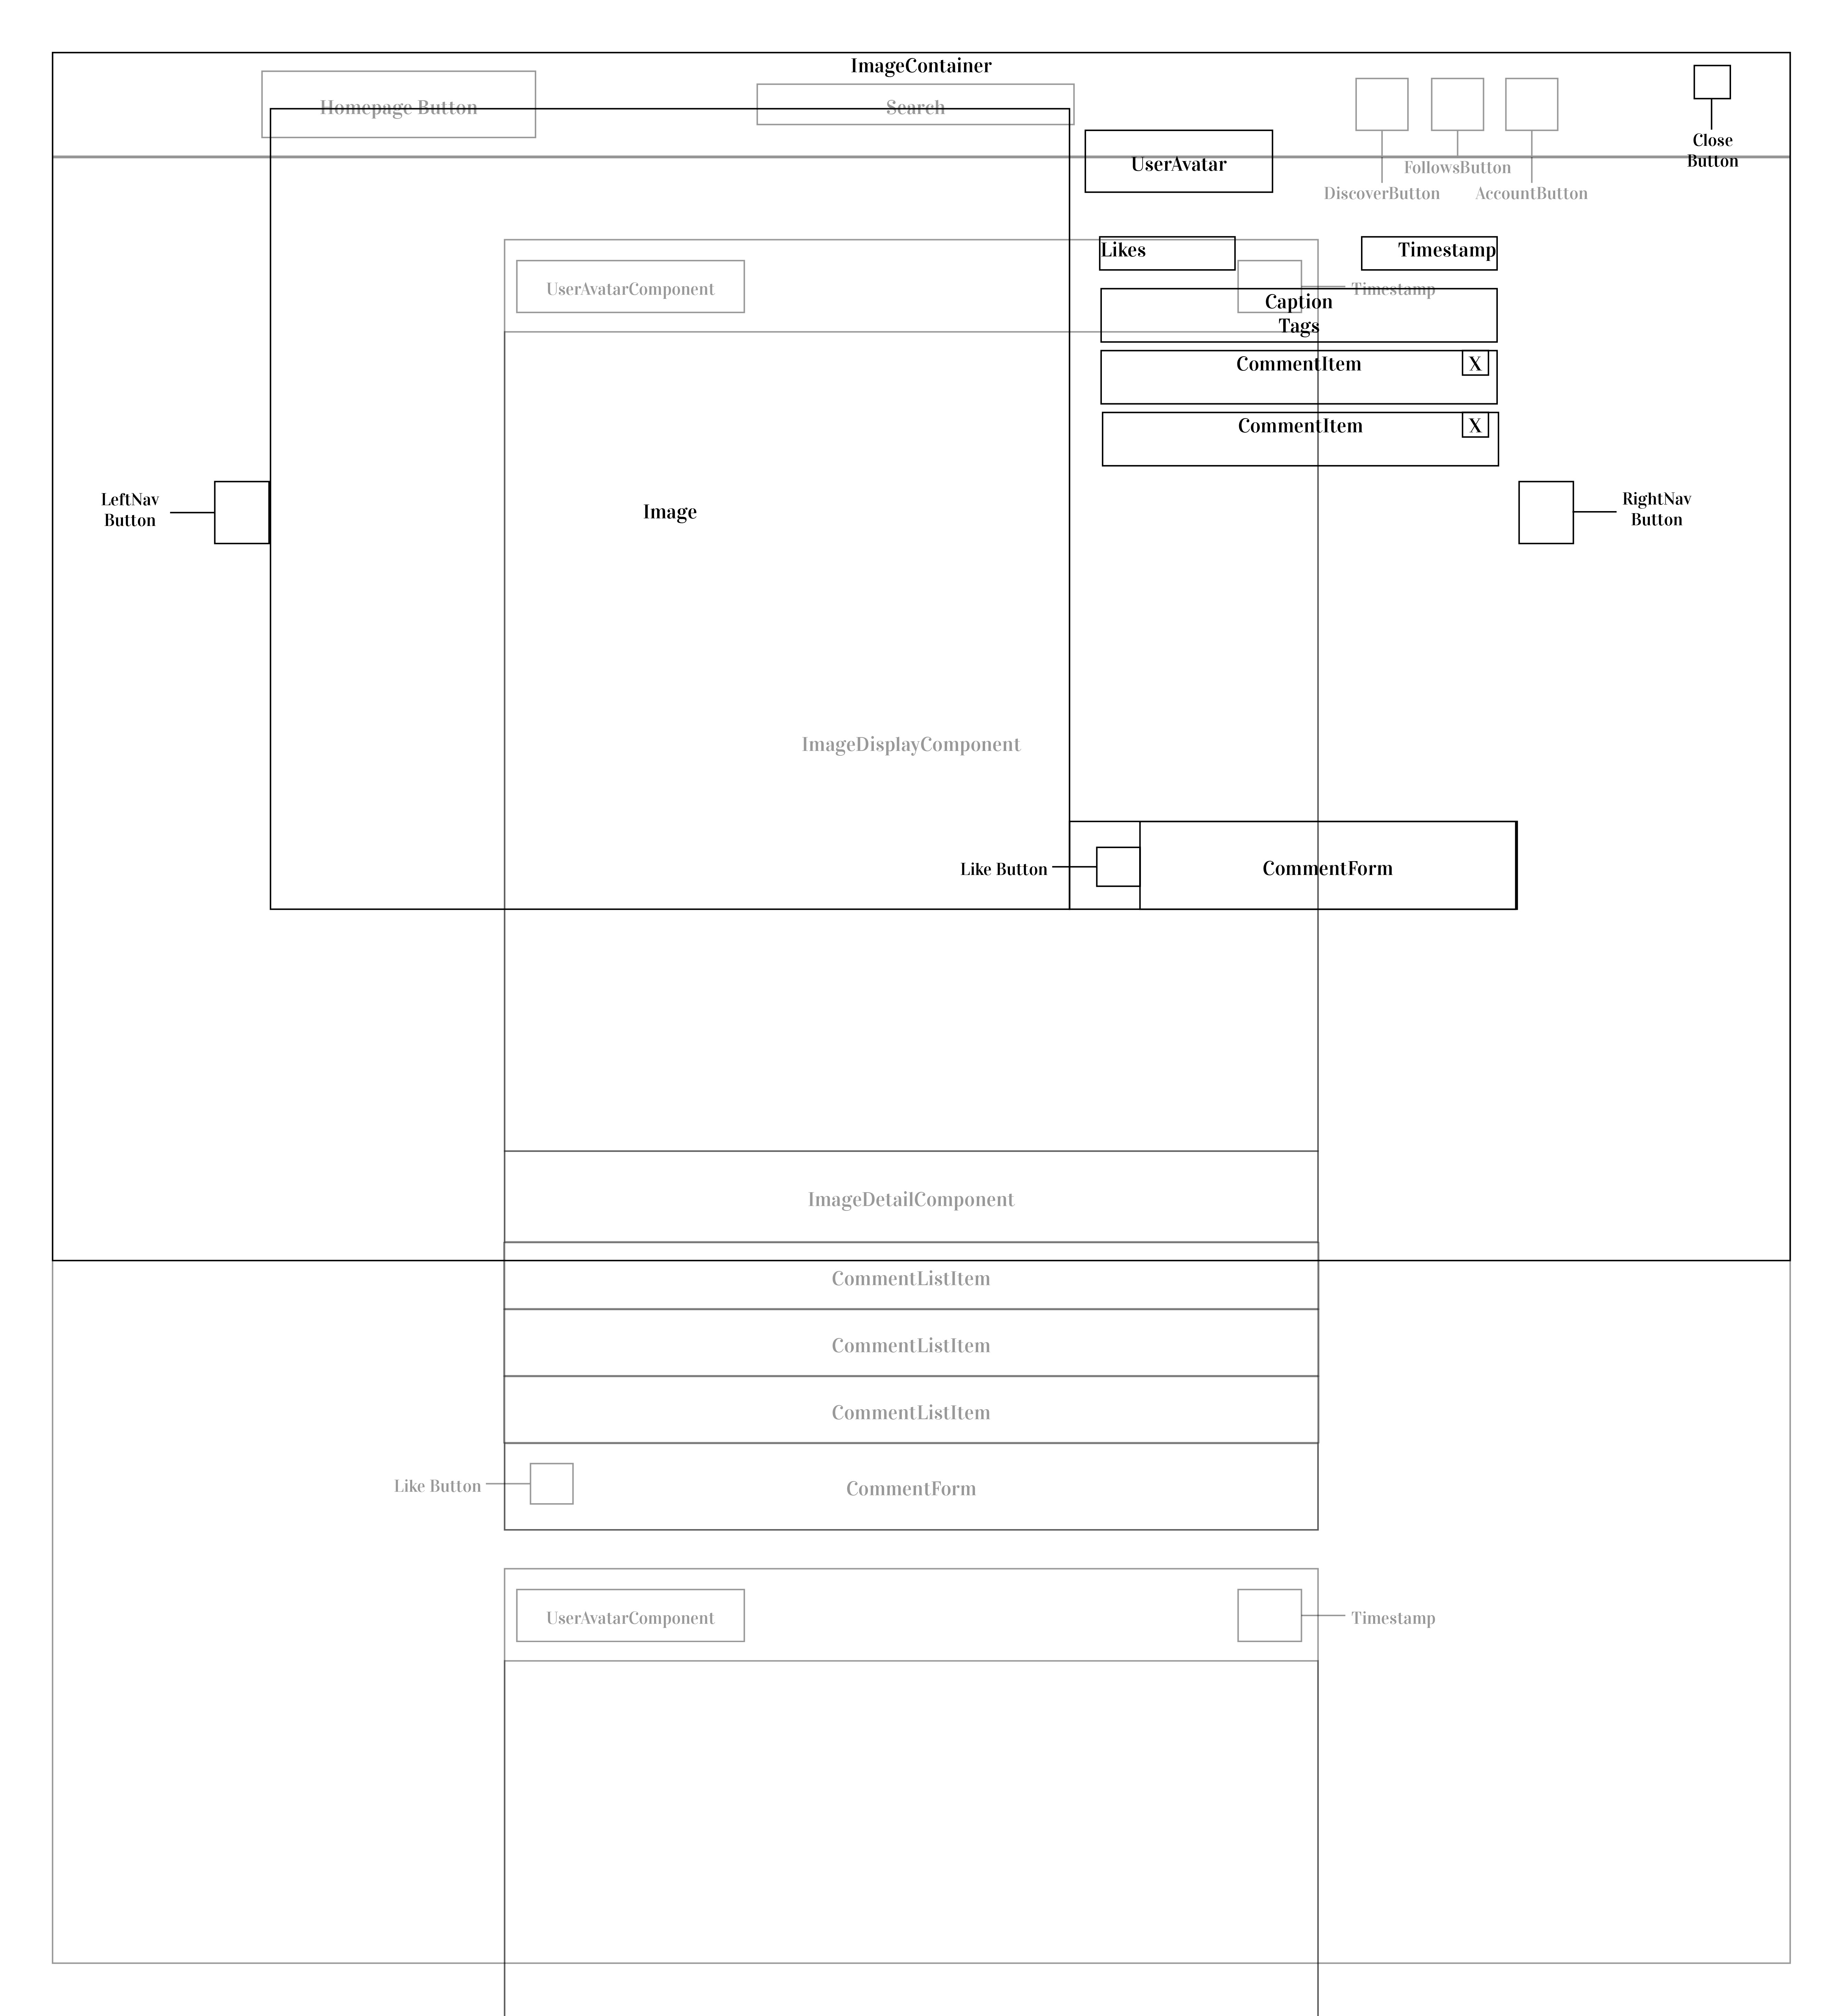 ImageContainer
Homepage Button
Search
Close
Button
UserAvatar
FollowsButton
DiscoverButton
AccountButton
Likes
Timestamp
UserAvatarComponent
Timestamp
Caption
Tags
CommentItem
X
CommentItem
X
LeftNav
Button
Image
RightNav
Button
ImageDisplayComponent
Like Button
CommentForm
ImageDetailComponent
CommentListItem
CommentListItem
CommentListItem
Like Button
CommentForm
UserAvatarComponent
Timestamp